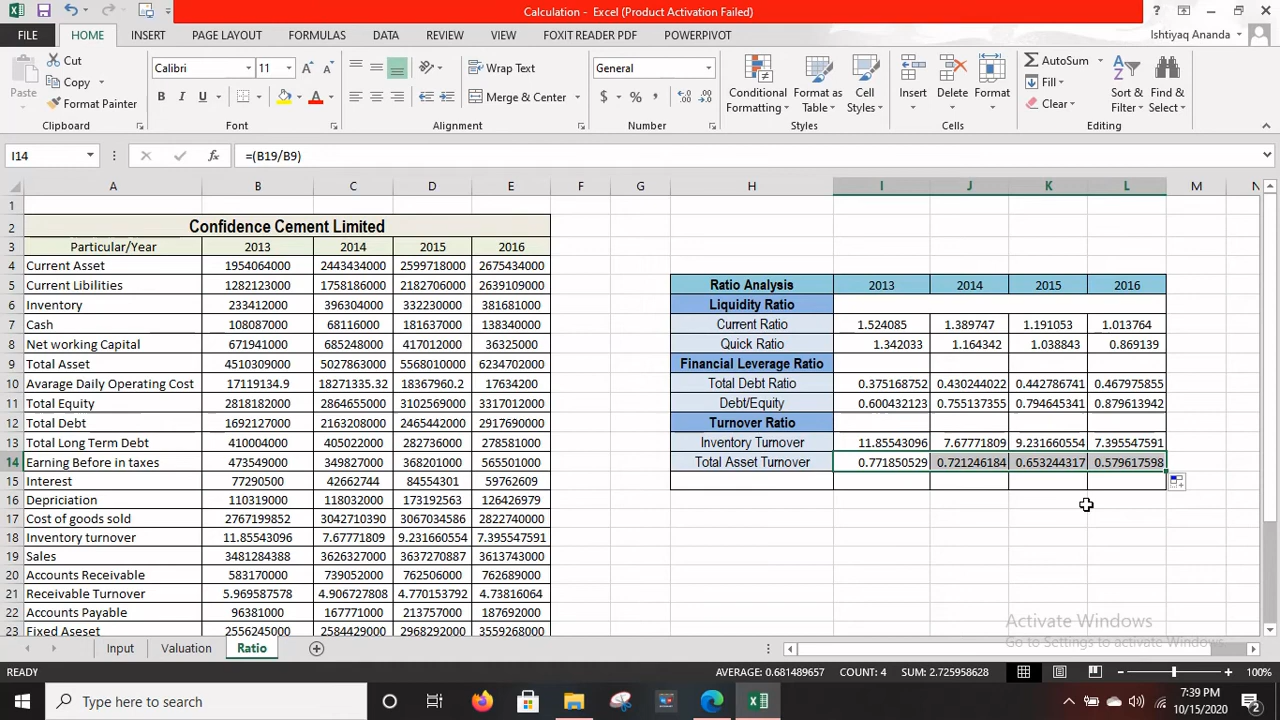 Calculation - Excel (Product Activation Failed)
FILE HOME INSERT PAGE LAYOUT FORMULAS DATA REVIEW VIEW FOXIT READER PDF POWERPIVOT Ishtiyaq Ananda
Paste Cut Copy Format Painter
Calibri 11
B I U A
Wrap Text
Merge & Center
General
$ %
Conditional Formatting Format as Table Cell Styles
Insert Delete Format
AutoSum Fill Clear
Sort & Filter Find & Select
Clipboard Font Alignment Number Styles Cells Editing
I14 fx =(B19/B9)
A B C D E F G H I J K L M N
1
2 Confidence Cement Limited
3 Particular/Year 2013 2014 2015 2016
4 Current Asset 1954064000 2443434000 2599718000 2675434000
5 Current Libilities 1282123000 1758186000 2182706000 2639109000 Ratio Analysis 2013 2014 2015 2016
6 Inventory 233412000 396304000 332230000 381681000 Liquidity Ratio
7 Cash 108087000 68116000 181637000 138340000 Current Ratio 1.524085 1.389747 1.191053 1.013764
8 Net working Capital 671941000 685248000 417012000 36325000 Quick Ratio 1.342033 1.164342 1.038843 0.869139
9 Total Asset 4510309000 5027863000 5568010000 6234702000 Financial Leverage Ratio
10 Avarage Daily Operating Cost 17119134.9 18271335.32 18367960.2 17634200 Total Debt Ratio 0.375168752 0.430244022 0.442786741 0.467975855
11 Total Equity 2818182000 2864655000 3102569000 3317012000 Debt/Equity 0.600432123 0.755137355 0.794645341 0.879613942
12 Total Debt 1692127000 2163208000 2465442000 2917690000 Turnover Ratio
13 Total Long Term Debt 410004000 405022000 282736000 278581000 Inventory Turnover 11.85543096 7.67771809 9.231660554 7.395547591
14 Earning Before in taxes 473549000 349827000 368201000 565501000 Total Asset Turnover 0.771850529 0.721246184 0.653244317 0.579617598
15 Interest 77290500 42662744 84554301 59762609
16 Depriciation 110319000 118032000 173192563 126426979
17 Cost of goods sold 2767199852 3042710390 3067034586 2822740000
18 Inventory turnover 11.85543096 7.67771809 9.231660554 7.395547591
19 Sales 3481284388 3626327000 3637270887 3613743000
20 Accounts Receivable 583170000 739052000 762506000 762689000
21 Receivable Turnover 5.969587578 4.906727808 4.770153792 4.73816064
22 Accounts Payable 96381000 167771000 213757000 187692000
23 Fixed Aseset 2556245000 2584429000 2968292000 3559268000
Activate Windows
Go to Settings to activate Windows.
Input Valuation Ratio
READY AVERAGE: 0.681489657 COUNT: 4 SUM: 2.725958628 100%
Type here to search
7:39 PM
10/15/2020
2